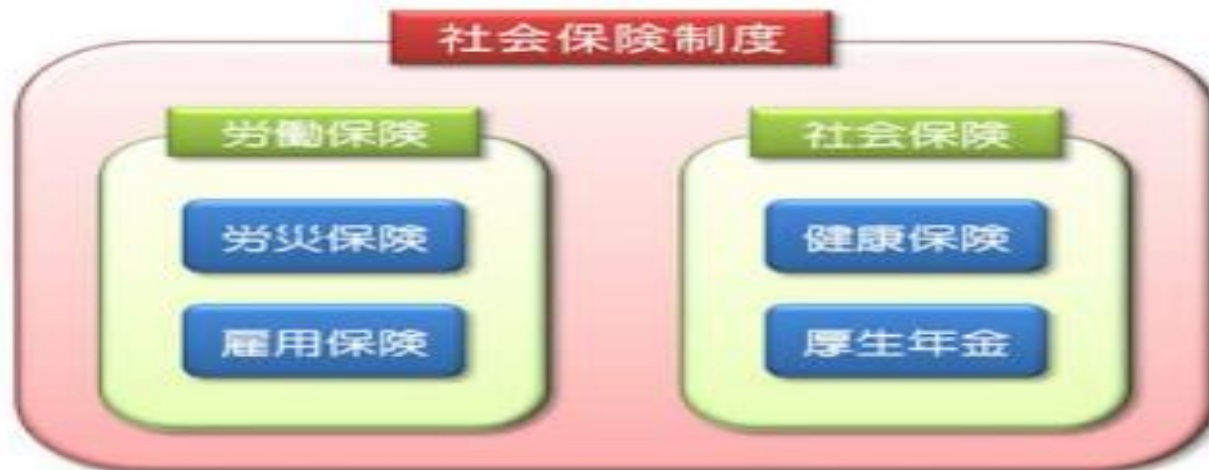 社会保険制度
労働保険
労災保険
雇用保険
社会保険
健康保険
厚生年金